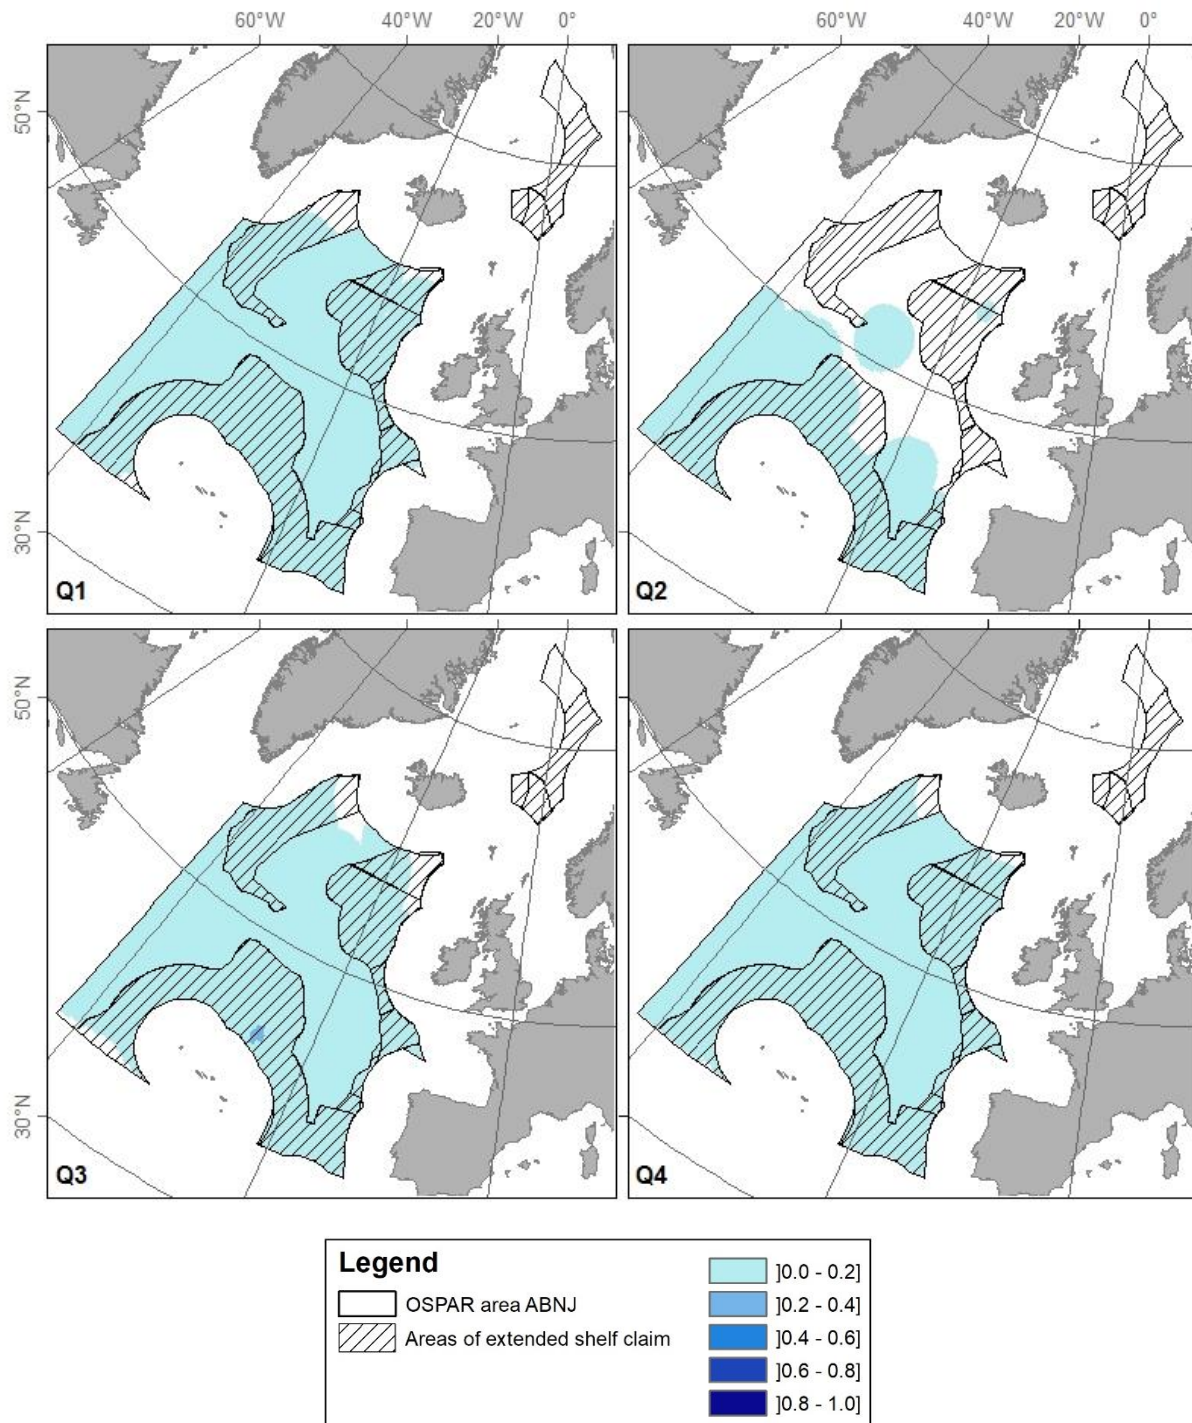 60°W 40°W 20°W 0° 60°W 40°W 20°W 0°
50°N
30°N
Q1 Q2
50°N
30°N
Q3 Q4
Legend
OSPAR area ABNJ
Areas of extended shelf claim
]0.0 - 0.2]
]0.2 - 0.4]
]0.4 - 0.6]
]0.6 - 0.8]
]0.8 - 1.0]